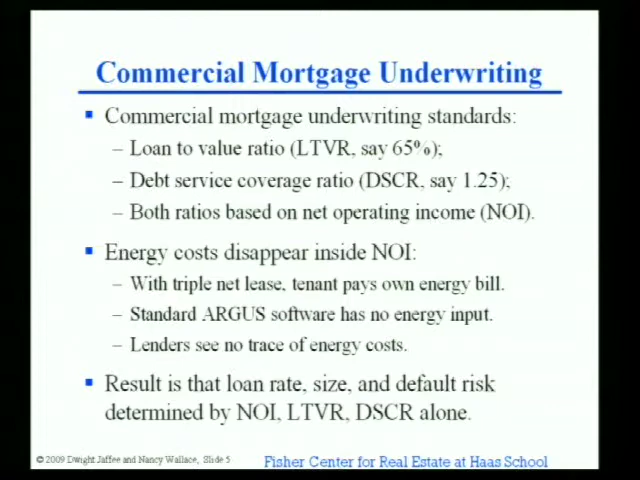 Commercial Mortgage Underwriting
Commercial mortgage underwriting standards:
– Loan to value ratio (LTVR, say 65%);
– Debt service coverage ratio (DSCR, say 1.25);
– Both ratios based on net operating income (NOI).
Energy costs disappear inside NOI:
– With triple net lease, tenant pays own energy bill.
– Standard ARGUS software has no energy input.
– Lenders see no trace of energy costs.
Result is that loan rate, size, and default risk
determined by NOI, LTVR, DSCR alone.
© 2009 Dwight Jaffee and Nancy Wallace, Slide 5
Fisher Center for Real Estate at Haas School